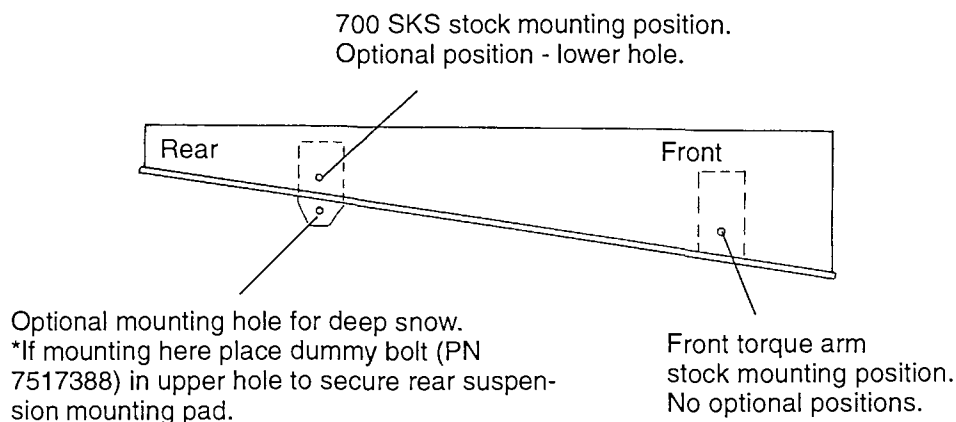 700 SKS stock mounting position.
Optional position - lower hole.
Rear
Front
Optional mounting hole for deep snow.
*If mounting here place dummy bolt (PN
7517388) in upper hole to secure rear suspen-
sion mounting pad.
Front torque arm
stock mounting position.
No optional positions.